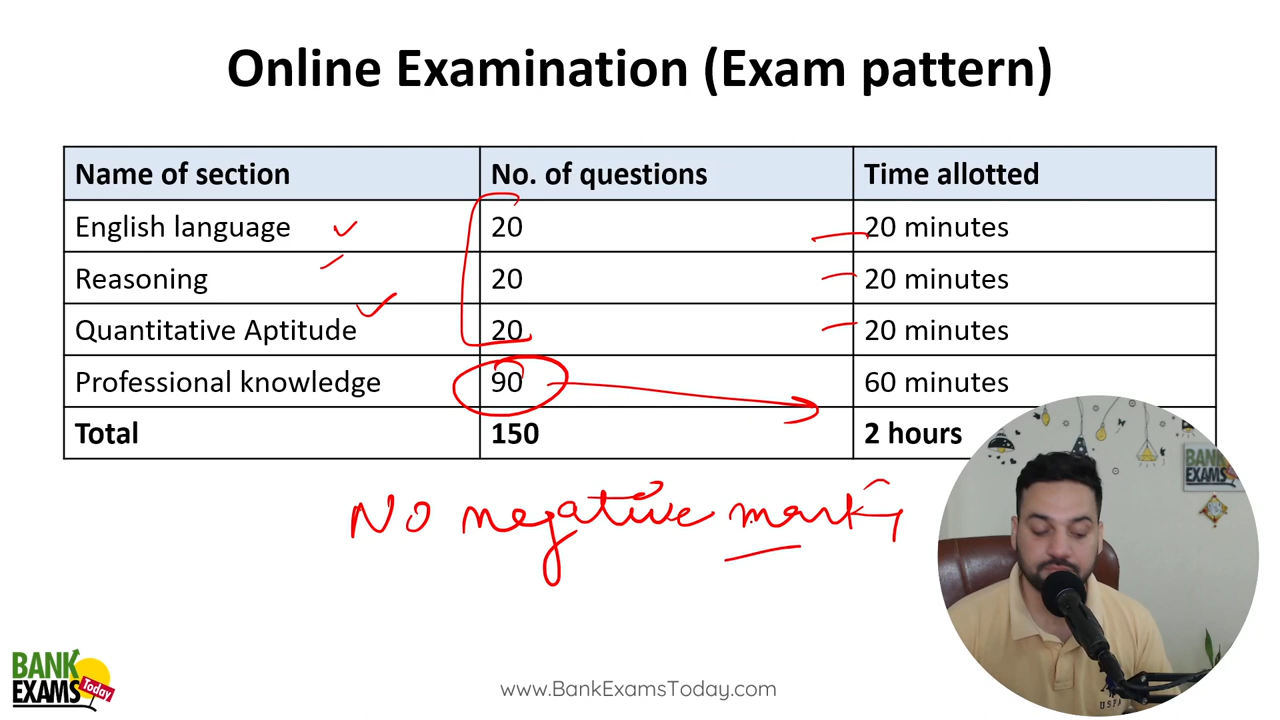 Online Examination (Exam pattern)
Name of section No. of questions Time allotted
English language 20 20 minutes
Reasoning 20 20 minutes
Quantitative Aptitude 20 20 minutes
Professional knowledge 90 60 minutes
Total 150 2 hours
No negative marking
BANK
EXAMS
BANK
EXAMS
Today
www.BankExamsToday.com